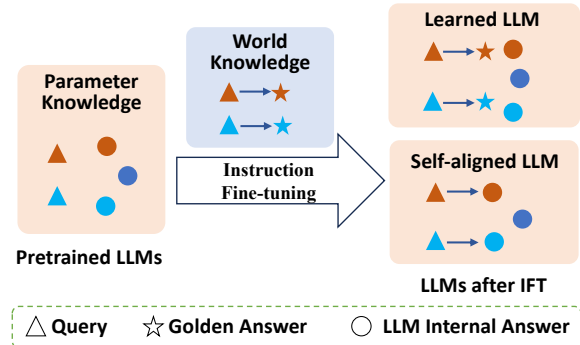 Parameter
Knowledge
Pretrained LLMs
World
Knowledge
Instruction
Fine-tuning
Learned LLM
Self-aligned LLM
LLMs after IFT
Query
Golden Answer
LLM Internal Answer